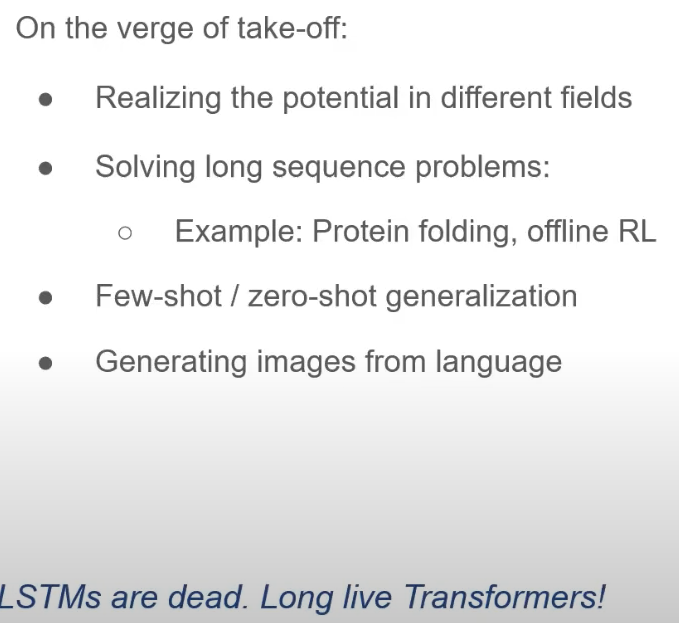 On the verge of take-off:
● Realizing the potential in different fields
● Solving long sequence problems:
○ Example: Protein folding, offline RL
● Few-shot / zero-shot generalization
● Generating images from language
LSTMs are dead. Long live Transformers!